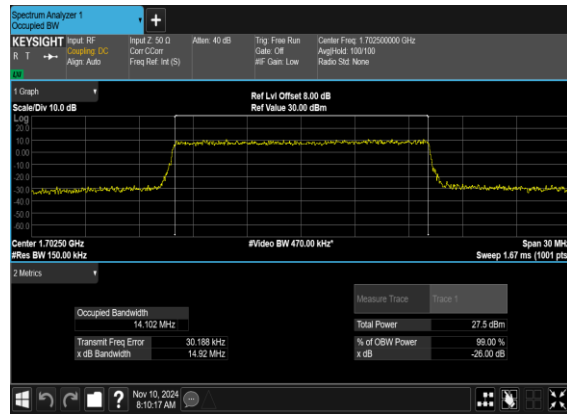 Spectrum Analyzer 1
Occupied BW
+
KEYSIGHT
R T
Input: RF
Coupling: DC
Align: Auto
Input Z: 50 Ω
Corr CCorr
Freq Ref: Int (S)
Atten: 40 dB
Trig: Free Run
Gate: Off
#IF Gain: Low
Center Freq: 1.702500000 GHz
Avg|Hold: 100/100
Radio Std: None
1 Graph
Scale/Div 10.0 dB
Ref Lvl Offset 8.00 dB
Ref Value 30.00 dBm
Log
20.0
10.0
0.00
-10.0
-20.0
-30.0
-40.0
-50.0
-60.0
Center 1.70250 GHz
#Res BW 150.00 kHz
#Video BW 470.00 kHz*
Span 30 MHz
Sweep 1.67 ms (1001 pts)
2 Metrics
Measure Trace Trace 1
Occupied Bandwidth
14.102 MHz
Total Power 27.5 dBm
Transmit Freq Error 30.188 kHz
% of OBW Power 99.00 %
x dB Bandwidth 14.92 MHz
x dB -26.00 dB
?
Nov 10, 2024
8:10:17 AM